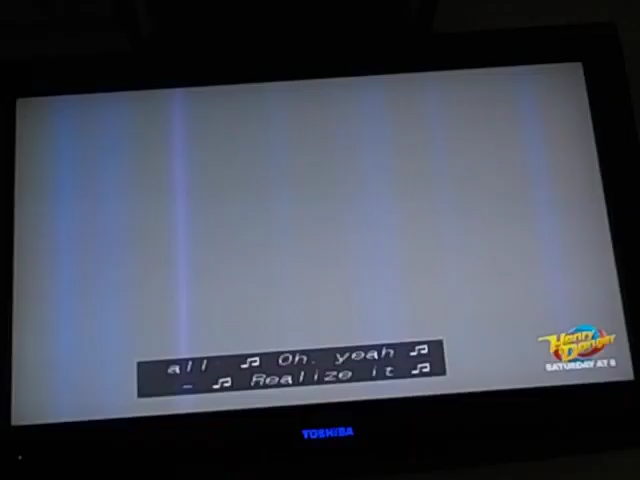 all ♫ Oh, yeah ♫
– ♫ Realize it ♫
Henry
Danger
SATURDAY AT 8
TOSHIBA